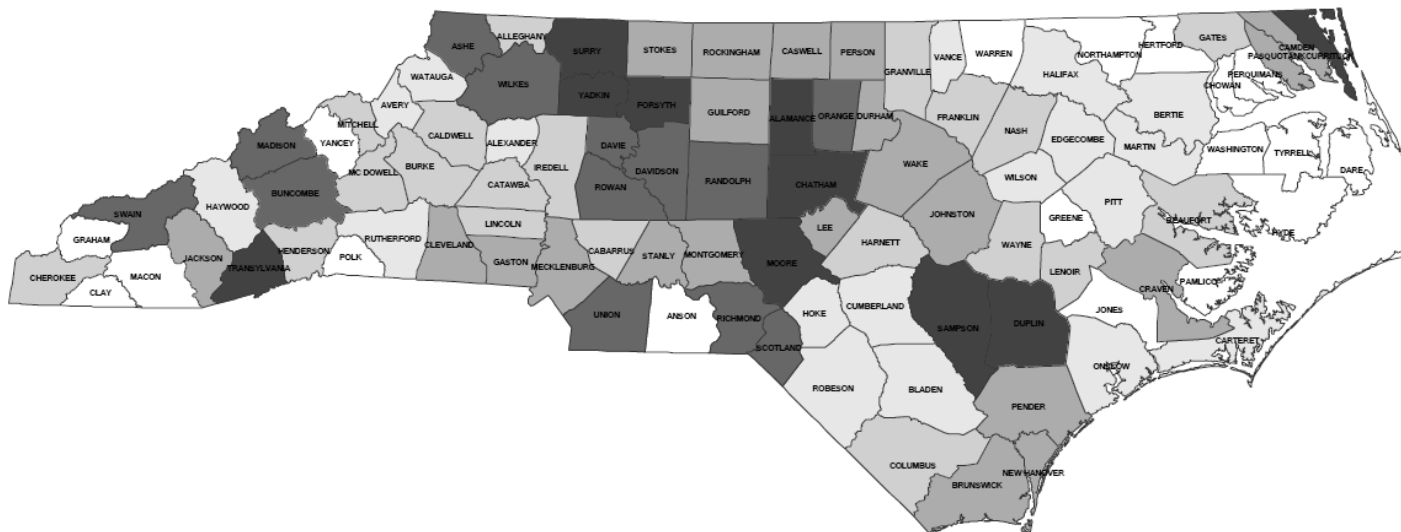 ALLEGHANY
ASHE
SURRY
STOKES
ROCKINGHAM
CASWELL
PERSON
GRANVILLE
VANCE
WARREN
NORTHAMPTON
HERTFORD
GATES
CAMDEN
PASQUOTANK
CURRITUCK
PERQUIMANS
CHOWAN
HALIFAX
WATAUGA
WILKES
YADKIN
FORSYTH
GUILFORD
ALAMANCE
ORANGE
DURHAM
FRANKLIN
NASH
EDGECOMBE
BERTIE
MARTIN
WASHINGTON
TYRRELL
DARE
AVERY
MITCHELL
YANCEY
MADISON
CALDWELL
ALEXANDER
IREDELL
DAVIE
DAVIDSON
RANDOLPH
CHATHAM
WAKE
WILSON
PITT
BEAUFORT
HYDE
MC DOWELL
BURKE
CATAWBA
ROWAN
BUNCOMBE
HAYWOOD
SWAIN
GRAHAM
CHEROKEE
CLAY
MACON
JACKSON
TRANSYLVANIA
HENDERSON
POLK
RUTHERFORD
CLEVELAND
LINCOLN
GASTON
MECKLENBURG
CABARRUS
STANLY
MONTGOMERY
MOORE
LEE
HARNETT
JOHNSTON
WAYNE
GREENE
LENOIR
CRAVEN
PAMLICO
JONES
CARTERET
ONSLOW
UNION
ANSON
RICHMOND
SCOTLAND
HOKE
CUMBERLAND
SAMPSON
DUPLIN
ROBESON
BLADEN
PENDER
COLUMBUS
BRUNSWICK
NEW HANOVER